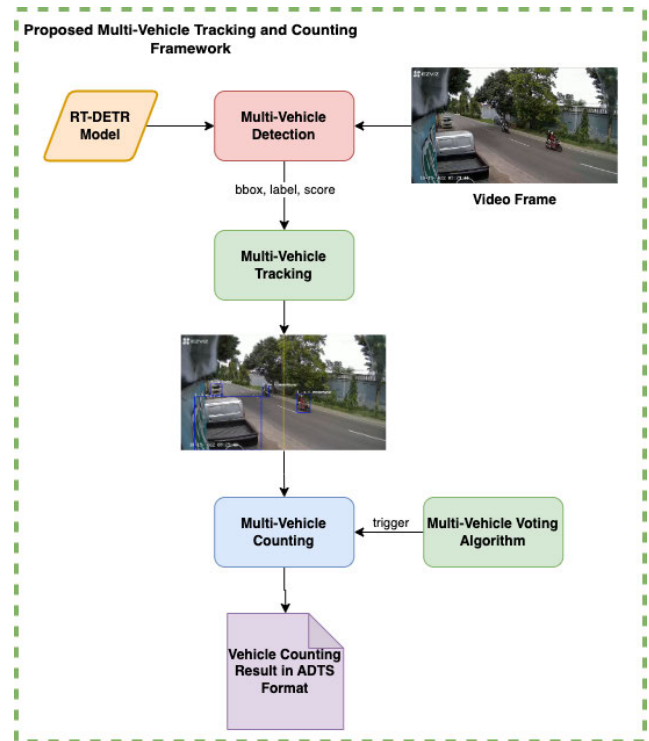 Proposed Multi-Vehicle Tracking and Counting
Framework
RT-DETR
Model
Multi-Vehicle
Detection
EZVIZ
Video Frame
bbox, label, score
Multi-Vehicle
Tracking
EZVIZ
Multi-Vehicle
Counting
trigger
Multi-Vehicle Voting
Algorithm
Vehicle Counting
Result in ADTS
Format